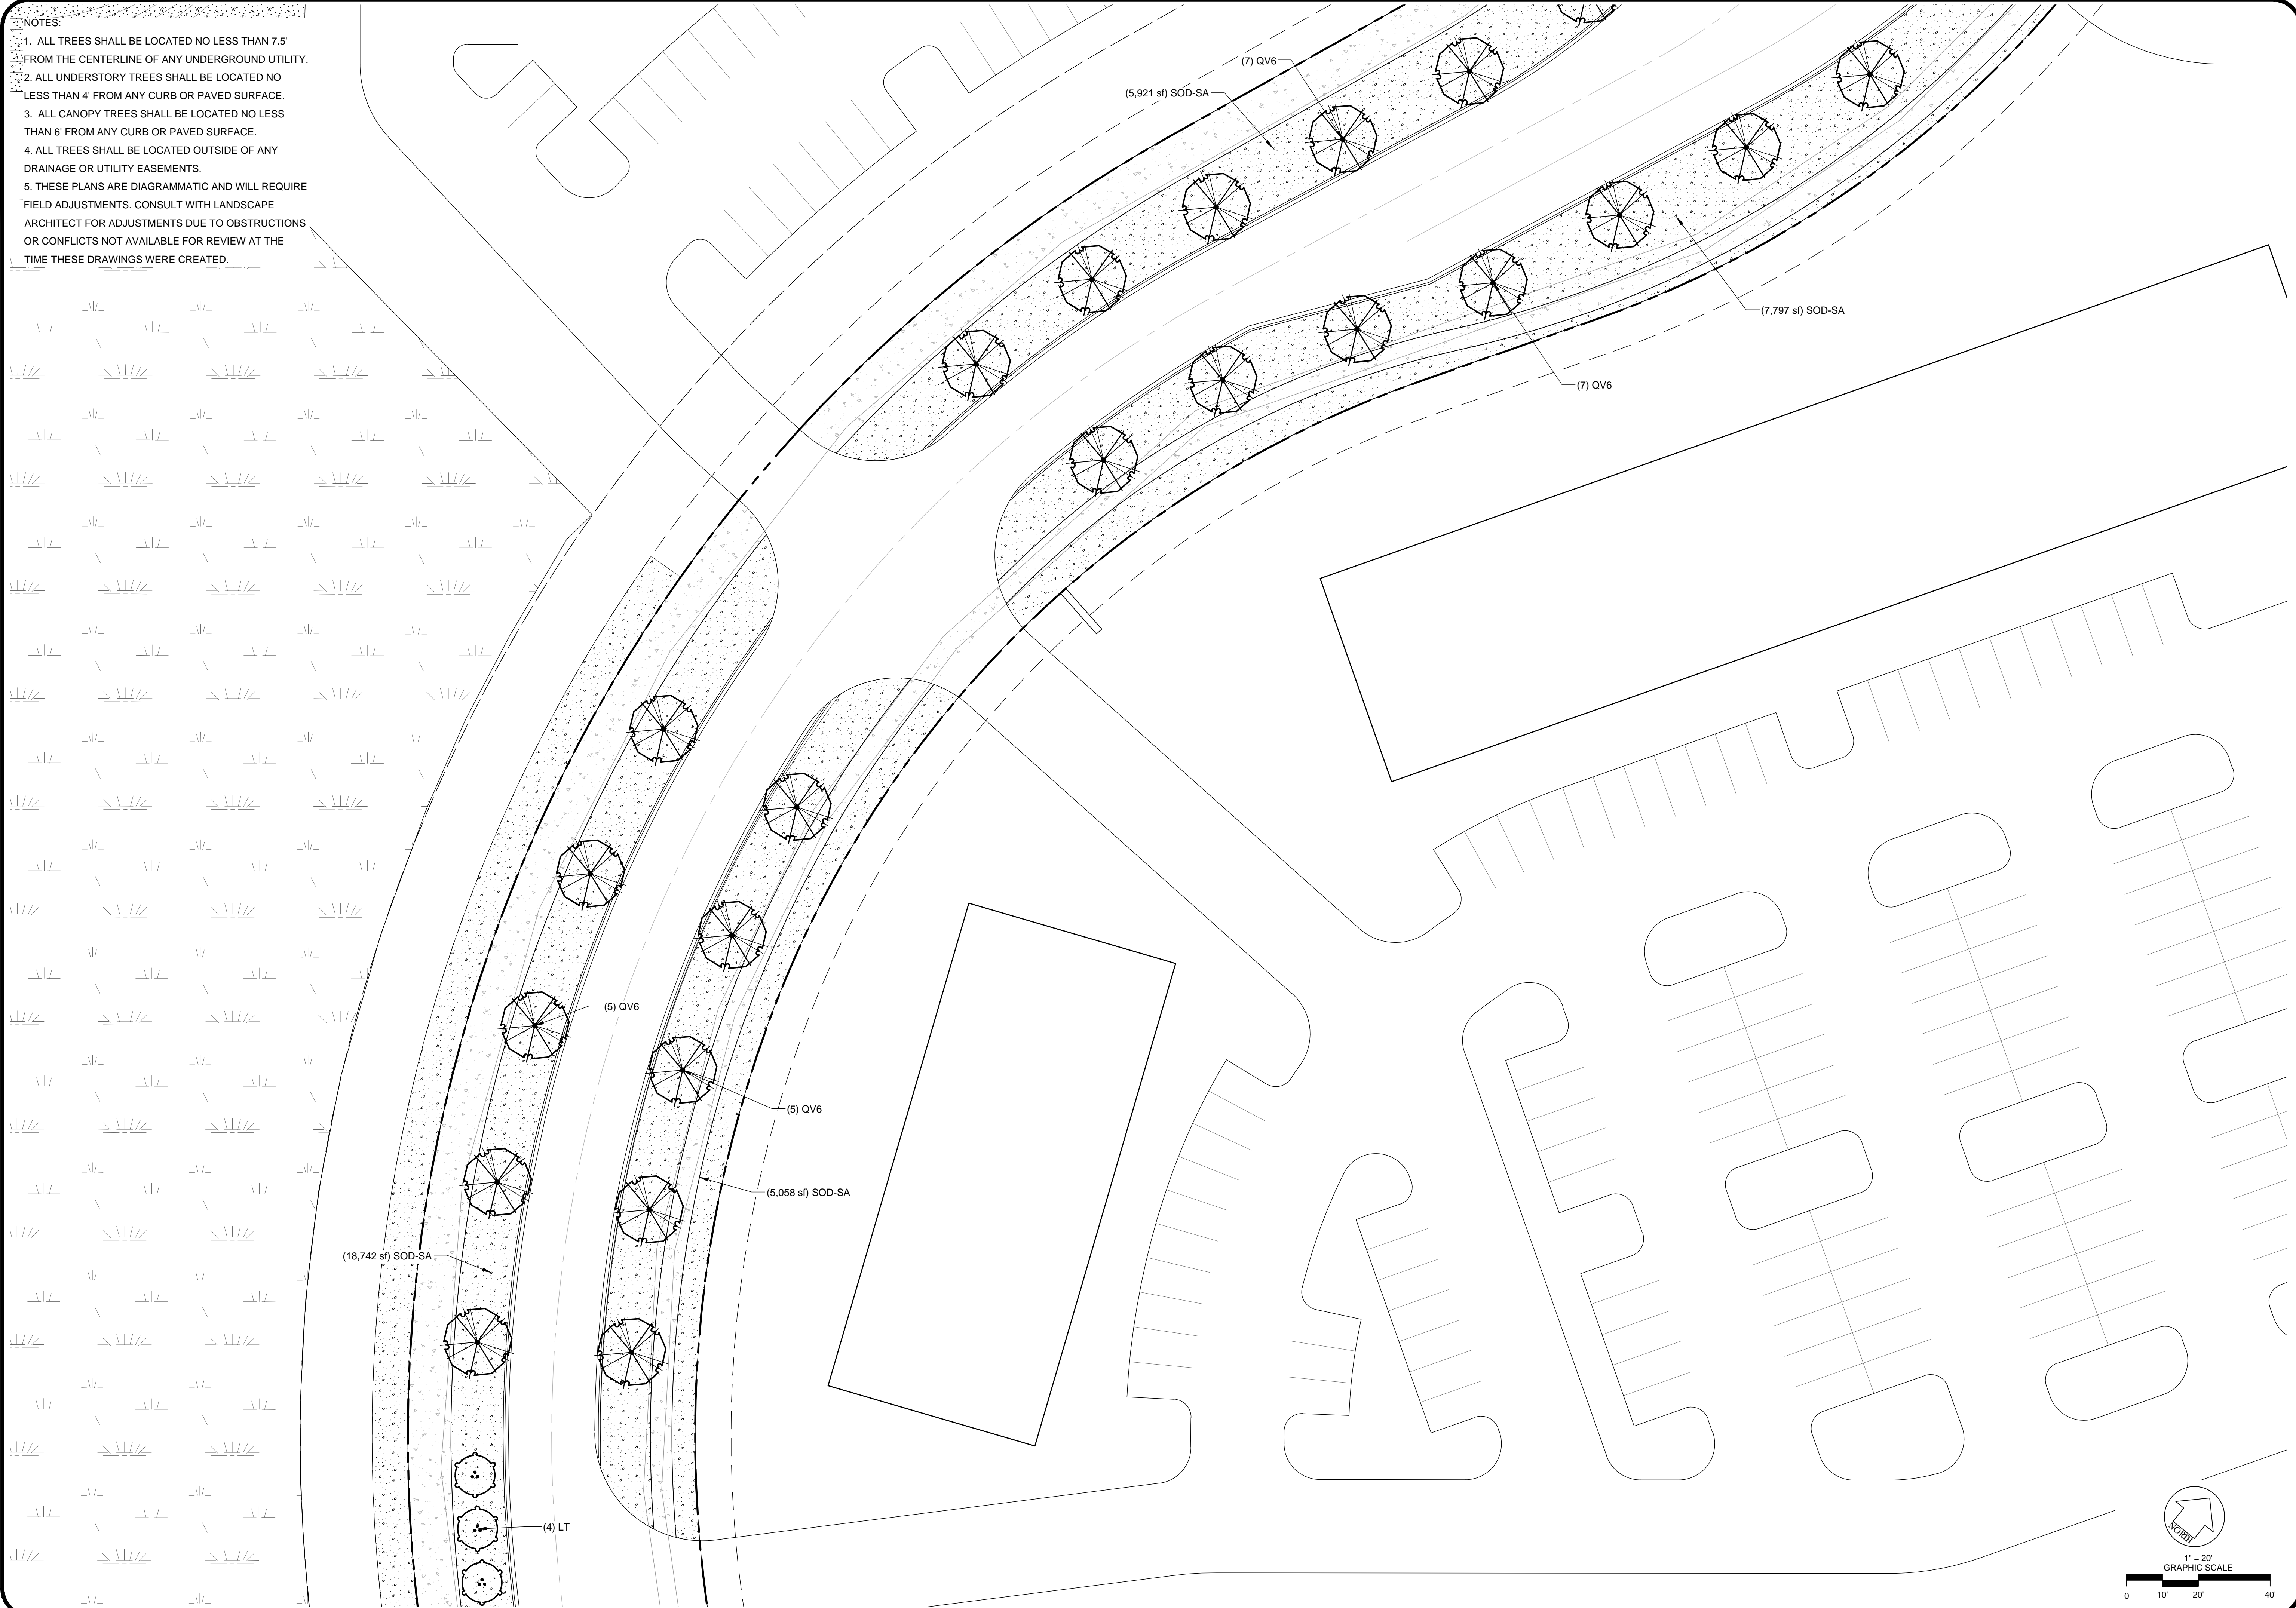 NOTES:
1. ALL TREES SHALL BE LOCATED NO LESS THAN 7.5'
FROM THE CENTERLINE OF ANY UNDERGROUND UTILITY.
2. ALL UNDERSTORY TREES SHALL BE LOCATED NO
LESS THAN 4' FROM ANY CURB OR PAVED SURFACE.
3. ALL CANOPY TREES SHALL BE LOCATED NO LESS
THAN 6' FROM ANY CURB OR PAVED SURFACE.
4. ALL TREES SHALL BE LOCATED OUTSIDE OF ANY
DRAINAGE OR UTILITY EASEMENTS.
5. THESE PLANS ARE DIAGRAMMATIC AND WILL REQUIRE
FIELD ADJUSTMENTS. CONSULT WITH LANDSCAPE
ARCHITECT FOR ADJUSTMENTS DUE TO OBSTRUCTIONS
OR CONFLICTS NOT AVAILABLE FOR REVIEW AT THE
TIME THESE DRAWINGS WERE CREATED.
(7) QV6
(5,921 sf) SOD-SA
(7,797 sf) SOD-SA
(7) QV6
(5) QV6
(5) QV6
(5,058 sf) SOD-SA
(18,742 sf) SOD-SA
(4) LT
NORTH
1" = 20'
GRAPHIC SCALE
0 10' 20' 40'